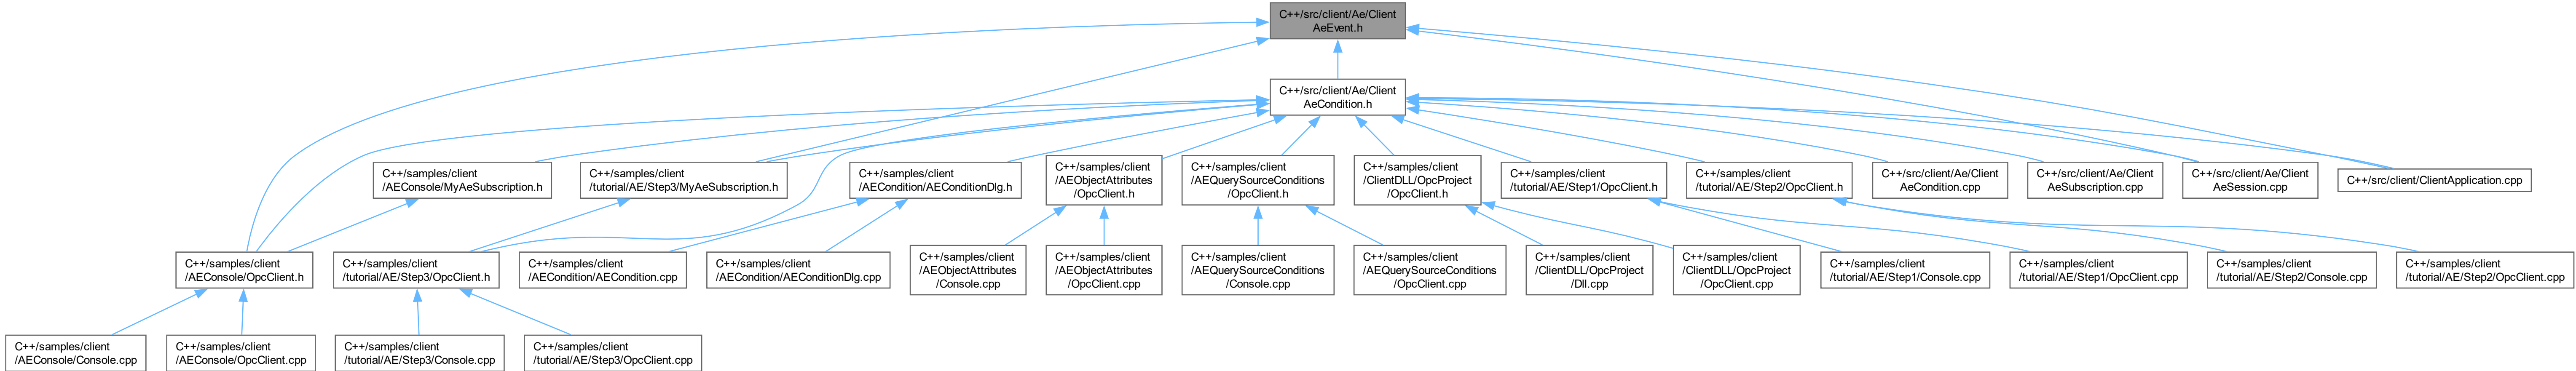 C++/src/client/Ae/Client
AeEvent.h
C++/src/client/Ae/Client
AeCondition.h
C++/samples/client
/AEConsole/MyAeSubscription.h
C++/samples/client
/tutorial/AE/Step3/MyAeSubscription.h
C++/samples/client
/AECondition/AEConditionDlg.h
C++/samples/client
/AEObjectAttributes
/OpcClient.h
C++/samples/client
/AEQuerySourceConditions
/OpcClient.h
C++/samples/client
/ClientDLL/OpcProject
/OpcClient.h
C++/samples/client
/tutorial/AE/Step1/OpcClient.h
C++/samples/client
/tutorial/AE/Step2/OpcClient.h
C++/src/client/Ae/Client
AeCondition.cpp
C++/src/client/Ae/Client
AeSubscription.cpp
C++/src/client/Ae/Client
AeSession.cpp
C++/src/client/ClientApplication.cpp
C++/samples/client
/AEConsole/OpcClient.h
C++/samples/client
/tutorial/AE/Step3/OpcClient.h
C++/samples/client
/AECondition/AECondition.cpp
C++/samples/client
/AECondition/AEConditionDlg.cpp
C++/samples/client
/AEObjectAttributes
/Console.cpp
C++/samples/client
/AEObjectAttributes
/OpcClient.cpp
C++/samples/client
/AEQuerySourceConditions
/Console.cpp
C++/samples/client
/AEQuerySourceConditions
/OpcClient.cpp
C++/samples/client
/ClientDLL/OpcProject
/Dll.cpp
C++/samples/client
/ClientDLL/OpcProject
/OpcClient.cpp
C++/samples/client
/tutorial/AE/Step1/Console.cpp
C++/samples/client
/tutorial/AE/Step1/OpcClient.cpp
C++/samples/client
/tutorial/AE/Step2/Console.cpp
C++/samples/client
/tutorial/AE/Step2/OpcClient.cpp
C++/samples/client
/AEConsole/Console.cpp
C++/samples/client
/AEConsole/OpcClient.cpp
C++/samples/client
/tutorial/AE/Step3/Console.cpp
C++/samples/client
/tutorial/AE/Step3/OpcClient.cpp